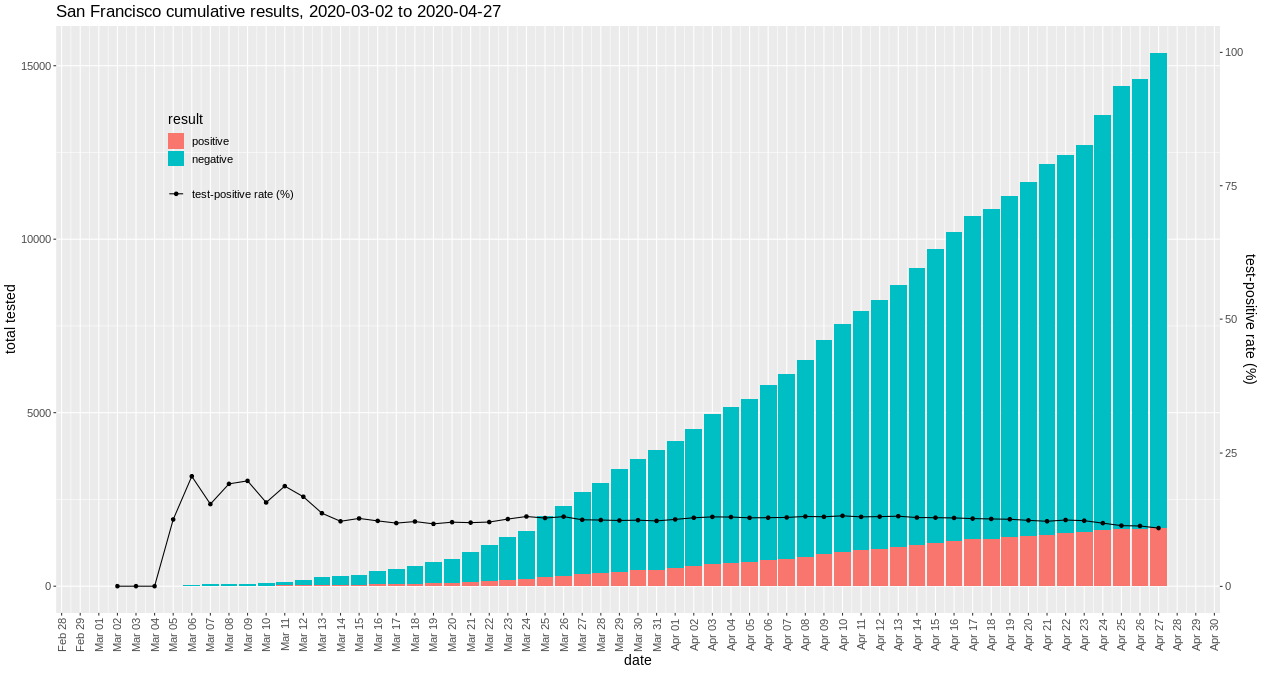 San Francisco cumulative results, 2020-03-02 to 2020-04-27
15000
10000
5000
0
total tested
result
positive
negative
test-positive rate (%)
100
75
50
25
0
test-positive rate (%)
Feb 28
Feb 29
Mar 01
Mar 02
Mar 03
Mar 04
Mar 05
Mar 06
Mar 07
Mar 08
Mar 09
Mar 10
Mar 11
Mar 12
Mar 13
Mar 14
Mar 15
Mar 16
Mar 17
Mar 18
Mar 19
Mar 20
Mar 21
Mar 22
Mar 23
Mar 24
Mar 25
Mar 26
Mar 27
Mar 28
Mar 29
Mar 30
Mar 31
Apr 01
Apr 02
Apr 03
Apr 04
Apr 05
Apr 06
Apr 07
Apr 08
Apr 09
Apr 10
Apr 11
Apr 12
Apr 13
Apr 14
Apr 15
Apr 16
Apr 17
Apr 18
Apr 19
Apr 20
Apr 21
Apr 22
Apr 23
Apr 24
Apr 25
Apr 26
Apr 27
Apr 28
Apr 29
Apr 30
date